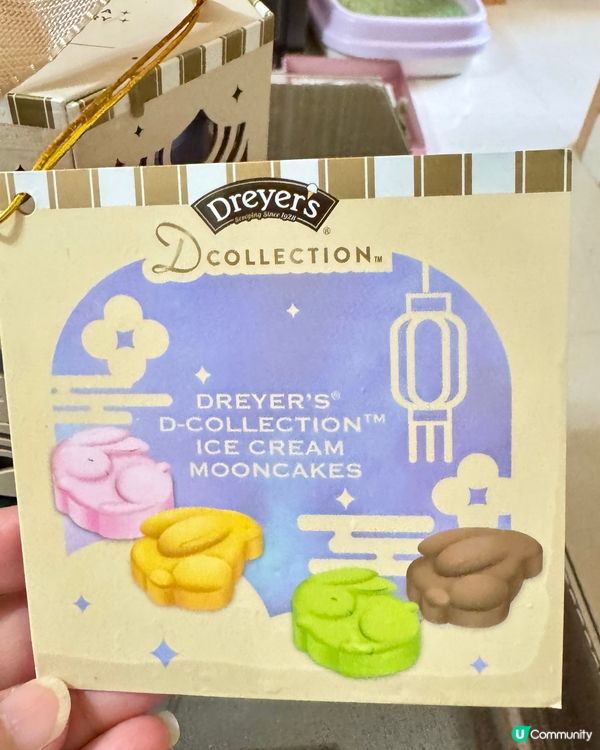 Dreyer's
Scooping Since 1928
®
D COLLECTION™
DREYER'S®
D-COLLECTION™
ICE CREAM
MOONCAKES
U Community